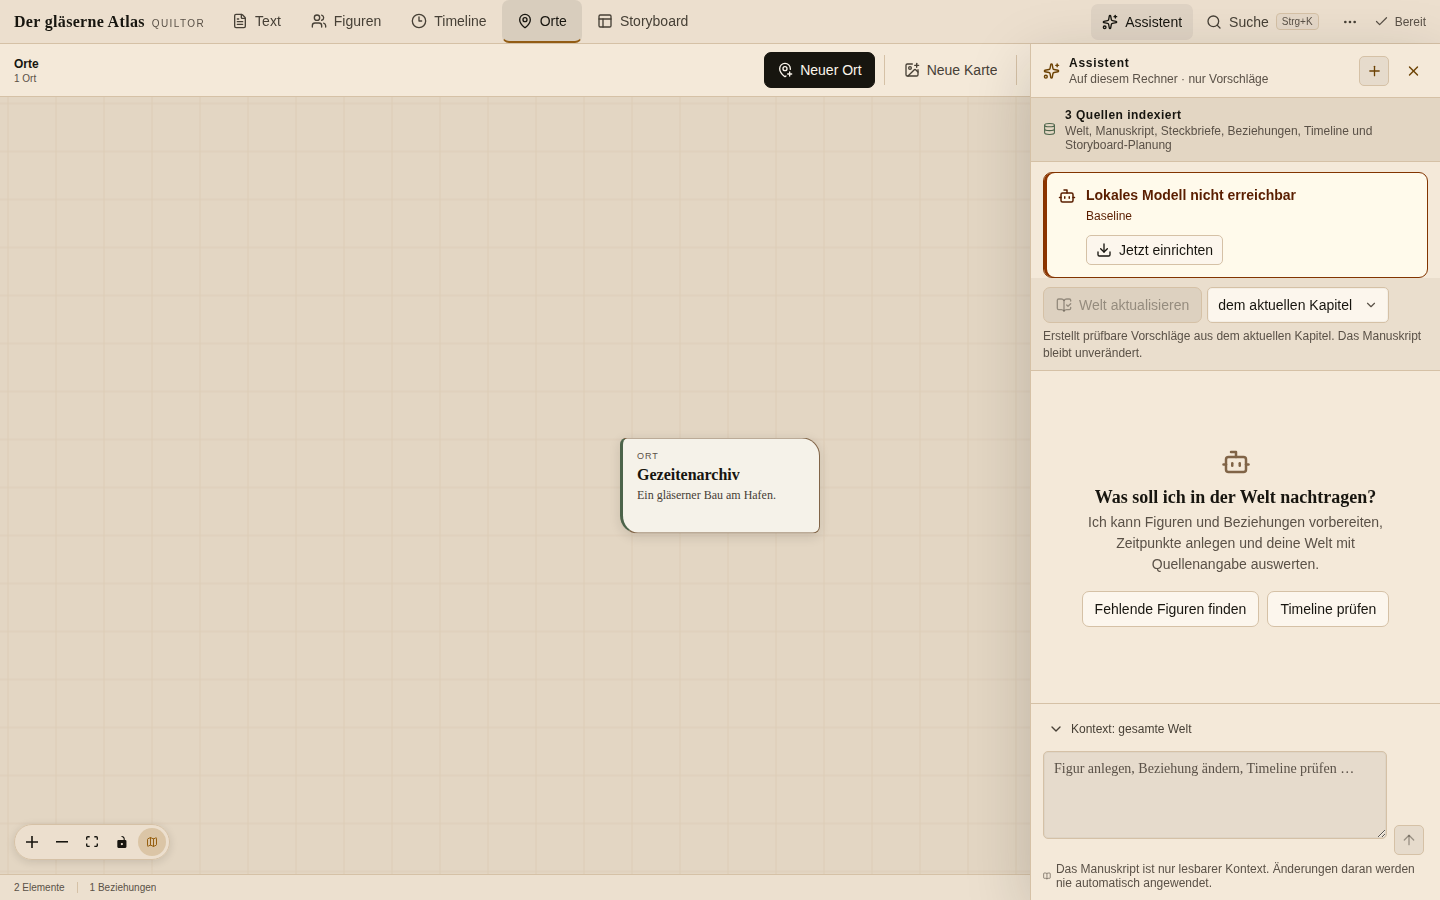 Der gläserne Atlas QUILTOR
Text
Figuren
Timeline
Orte
Storyboard
Assistent
Suche Strg+K
Bereit
Orte
1 Ort
Neuer Ort
Neue Karte
ORT
Gezeitenarchiv
Ein gläserner Bau am Hafen.
2 Elemente
1 Beziehungen
Assistent
Auf diesem Rechner · nur Vorschläge
3 Quellen indexiert
Welt, Manuskript, Steckbriefe, Beziehungen, Timeline und
Storyboard-Planung
Lokales Modell nicht erreichbar
Baseline
Jetzt einrichten
Welt aktualisieren
dem aktuellen Kapitel
Erstellt prüfbare Vorschläge aus dem aktuellen Kapitel. Das Manuskript
bleibt unverändert.
Was soll ich in der Welt nachtragen?
Ich kann Figuren und Beziehungen vorbereiten,
Zeitpunkte anlegen und deine Welt mit
Quellenangabe auswerten.
Fehlende Figuren finden
Timeline prüfen
Kontext: gesamte Welt
Figur anlegen, Beziehung ändern, Timeline prüfen …
Das Manuskript ist nur lesbarer Kontext. Änderungen daran werden
nie automatisch angewendet.